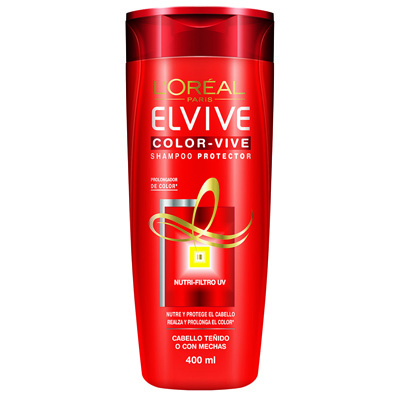 L'ORÉAL
PARIS
ELVIVE
COLOR-VIVE
SHAMPOO PROTECTOR
PROLONGADOR
DE COLOR*
NUTRI-FILTRO UV
NUTRE Y PROTEGE EL CABELLO
REALZA Y PROLONGA EL COLOR*
CABELLO TEÑIDO
O CON MECHAS
400 ml